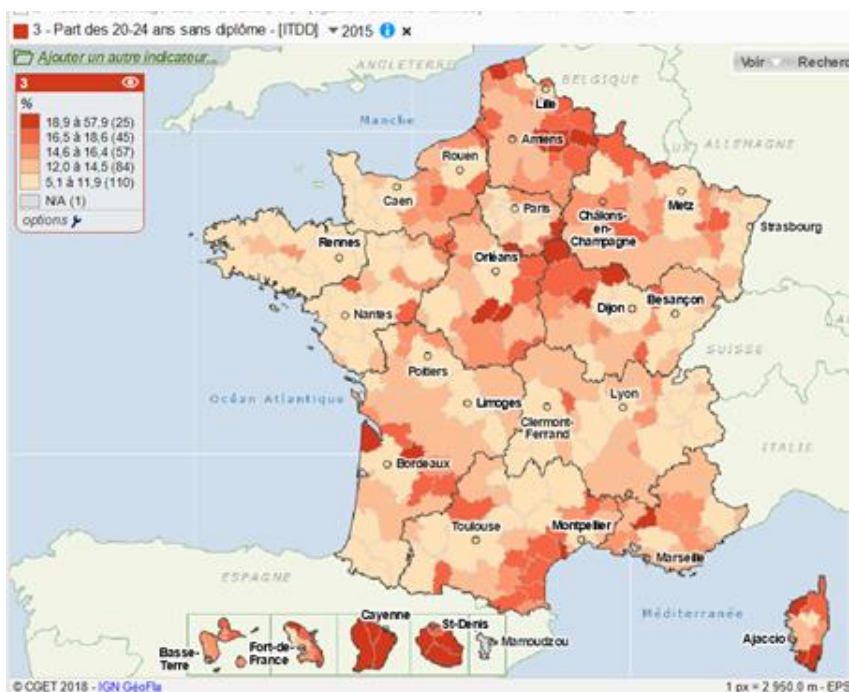 3 - Part des 20-24 ans sans diplôme - [ITDD] 2015 i x
Ajouter un autre indicateur...
Voir Recherc
3
%
18,9 à 57,9 (25)
16,5 à 18,6 (45)
14,6 à 16,4 (57)
12,0 à 14,5 (84)
5,1 à 11,9 (110)
N/A (1)
options
ANGLETERRE
BELGIQUE
LUX
ALLEMAGNE
Manche
Lille
Amiens
Rouen
Caen
Paris
Châlons-
en-
Champagne
Metz
Strasbourg
Rennes
Orléans
Nantes
Dijon
Besançon
SUISSE
Poitiers
Océan Atlantique
Limoges
Clermont-
Ferrand
Lyon
ITALIE
Bordeaux
Toulouse
Montpellier
Marseille
ESPAGNE
Méditerranée
Ajaccio
Basse-
Terre
Fort-de-
France
Cayenne
St-Denis
Mamoudzou
© CGET 2018 - IGN GéoFla
1 px = 2 950,0 m - EPS